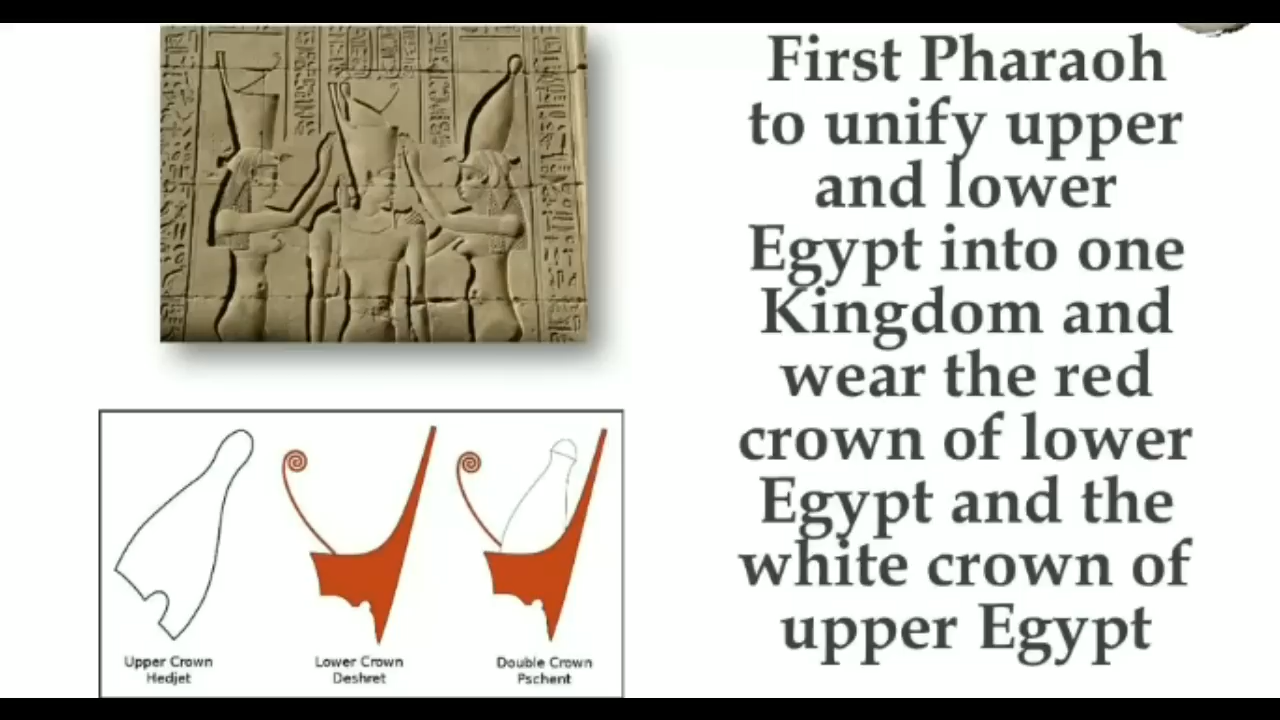 First Pharaoh
to unify upper
and lower
Egypt into one
Kingdom and
wear the red
crown of lower
Egypt and the
white crown of
upper Egypt
Upper Crown
Hedjet
Lower Crown
Deshret
Double Crown
Pschent